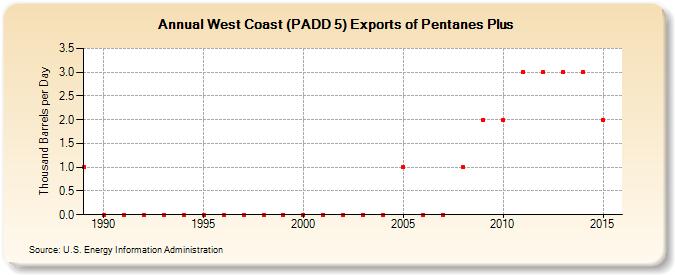 Annual West Coast (PADD 5) Exports of Pentanes Plus
Thousand Barrels per Day
3.5
3.0
2.5
2.0
1.5
1.0
0.5
0.0
1990 1995 2000 2005 2010 2015
Source: U.S. Energy Information Administration